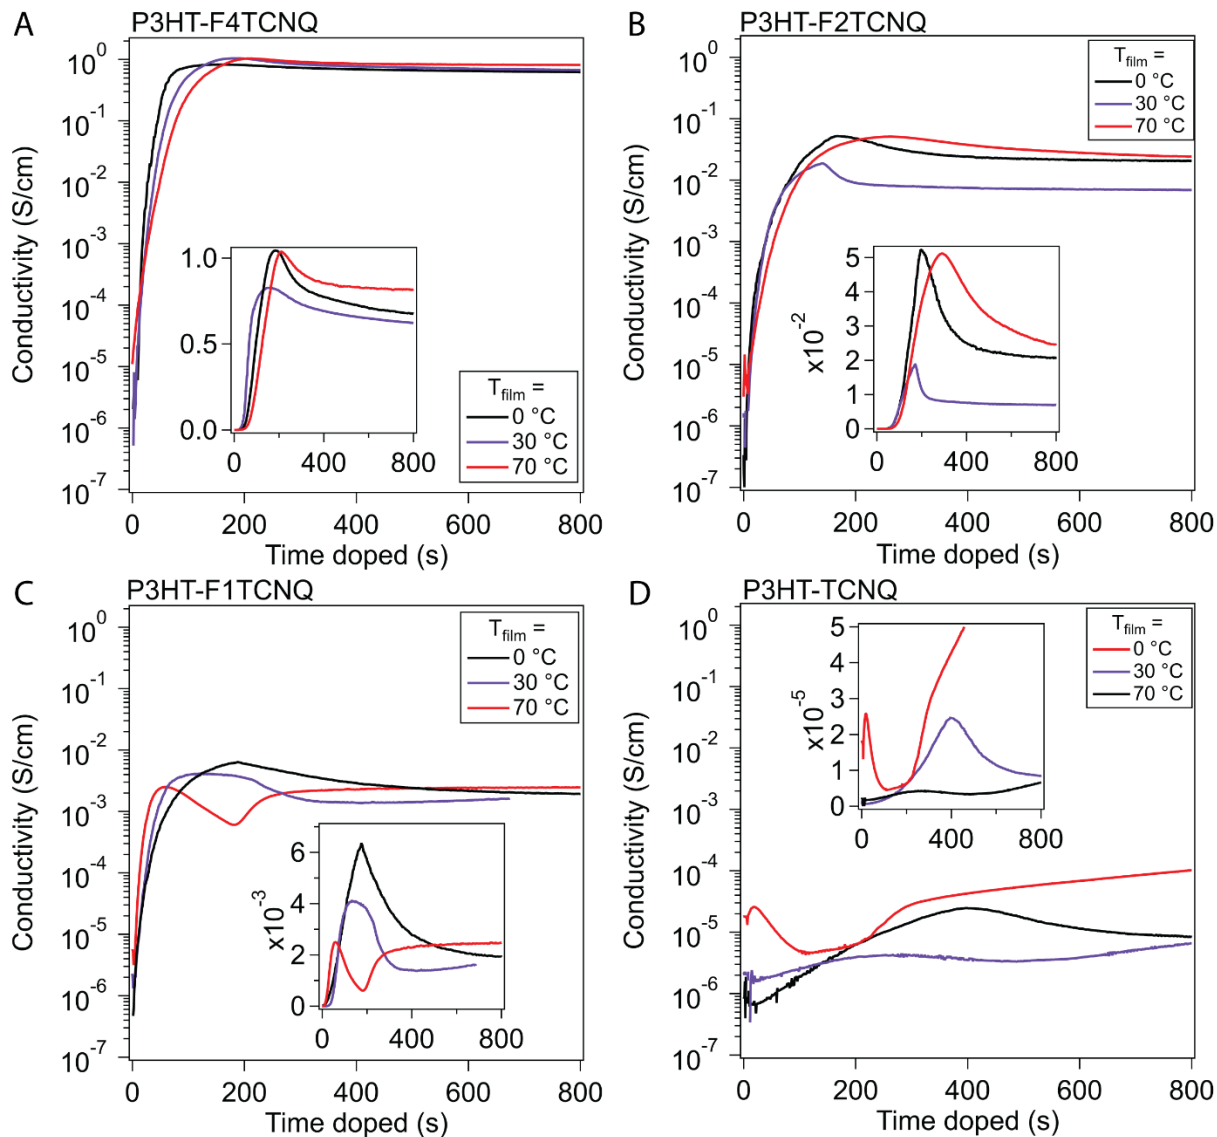 A
P3HT-F4TCNQ
Conductivity (S/cm)
10^0
10^-1
10^-2
10^-3
10^-4
10^-5
10^-6
10^-7
1.0
0.5
0.0
0 400 800
T_film =
0 °C
30 °C
70 °C
0 200 400 600 800
Time doped (s)
B
P3HT-F2TCNQ
Conductivity (S/cm)
10^0
10^-1
10^-2
10^-3
10^-4
10^-5
10^-6
10^-7
T_film =
0 °C
30 °C
70 °C
x10^-2
5
4
3
2
1
0
0 400 800
0 200 400 600 800
Time doped (s)
C
P3HT-F1TCNQ
Conductivity (S/cm)
10^0
10^-1
10^-2
10^-3
10^-4
10^-5
10^-6
10^-7
T_film =
0 °C
30 °C
70 °C
x10^-3
6
4
2
0
0 400 800
0 200 400 600 800
Time doped (s)
D
P3HT-TCNQ
Conductivity (S/cm)
10^0
10^-1
10^-2
10^-3
10^-4
10^-5
10^-6
10^-7
x10^-5
5
4
3
2
1
0
0 400 800
T_film =
0 °C
30 °C
70 °C
0 200 400 600 800
Time doped (s)